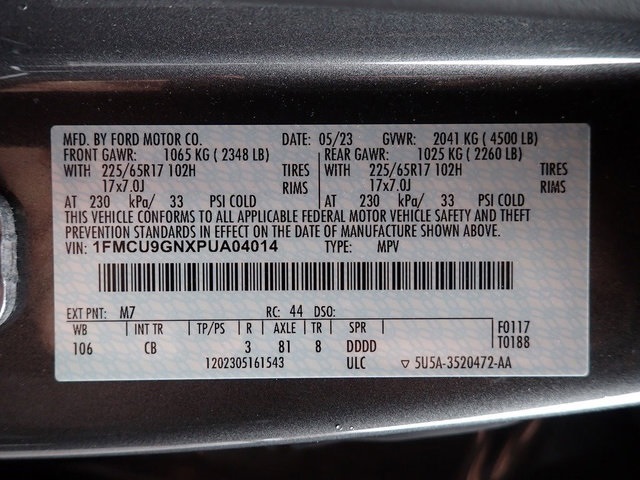 MFD. BY FORD MOTOR CO. DATE: 05/23 GVWR: 2041 KG ( 4500 LB)
FRONT GAWR: 1065 KG ( 2348 LB) REAR GAWR: 1025 KG ( 2260LB)
WITH 225/65R17 102H TIRES WITH 225/65R17 102H TIRES
17x7.0J RIMS 17x7.0J RIMS
AT 230 kPa/ 33 PSI COLD AT 230 kPa/ 33 PSI COLD
THIS VEHICLE CONFORMS TO ALL APPLICABLE FEDERAL MOTOR VEHICLE SAFETY AND THEFT
PREVENTION STANDARDS IN EFFECT ON THE DATE OF MANUFACTURE SHOWN ABOVE.
VIN: 1FMCU9GNXPUA04014 TYPE: MPV
EXT PNT: M7 RC: 44 DSO:
WB INT TR TP/PS R AXLE TR SPR F0117
106 CB 3 81 8 DDDD T0188
1202305161543 ULC ▽ 5U5A-3520472-AA